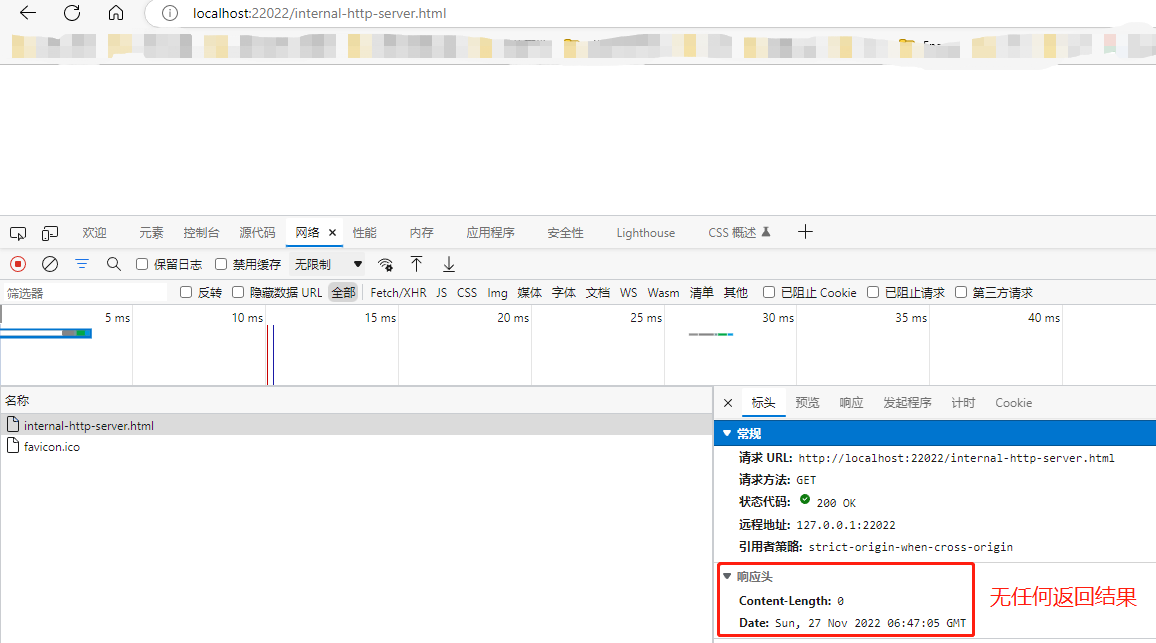 localhost:22022/internal-http-server.html
欢迎 元素 控制台 源代码 网络 性能 内存 应用程序 安全性 Lighthouse CSS 概述
保留日志 禁用缓存 无限制
筛选器 反转 隐藏数据 URL 全部 Fetch/XHR JS CSS Img 媒体 字体 文档 WS Wasm 清单 其他 已阻止 Cookie 已阻止请求 第三方请求
5 ms 10 ms 15 ms 20 ms 25 ms 30 ms 35 ms 40 ms
名称
internal-http-server.html
favicon.ico
标头 预览 响应 发起程序 计时 Cookie
常规
请求 URL: http://localhost:22022/internal-http-server.html
请求方法: GET
状态代码: 200 OK
远程地址: 127.0.0.1:22022
引用者策略: strict-origin-when-cross-origin
响应头
Content-Length: 0
Date: Sun, 27 Nov 2022 06:47:05 GMT
无任何返回结果